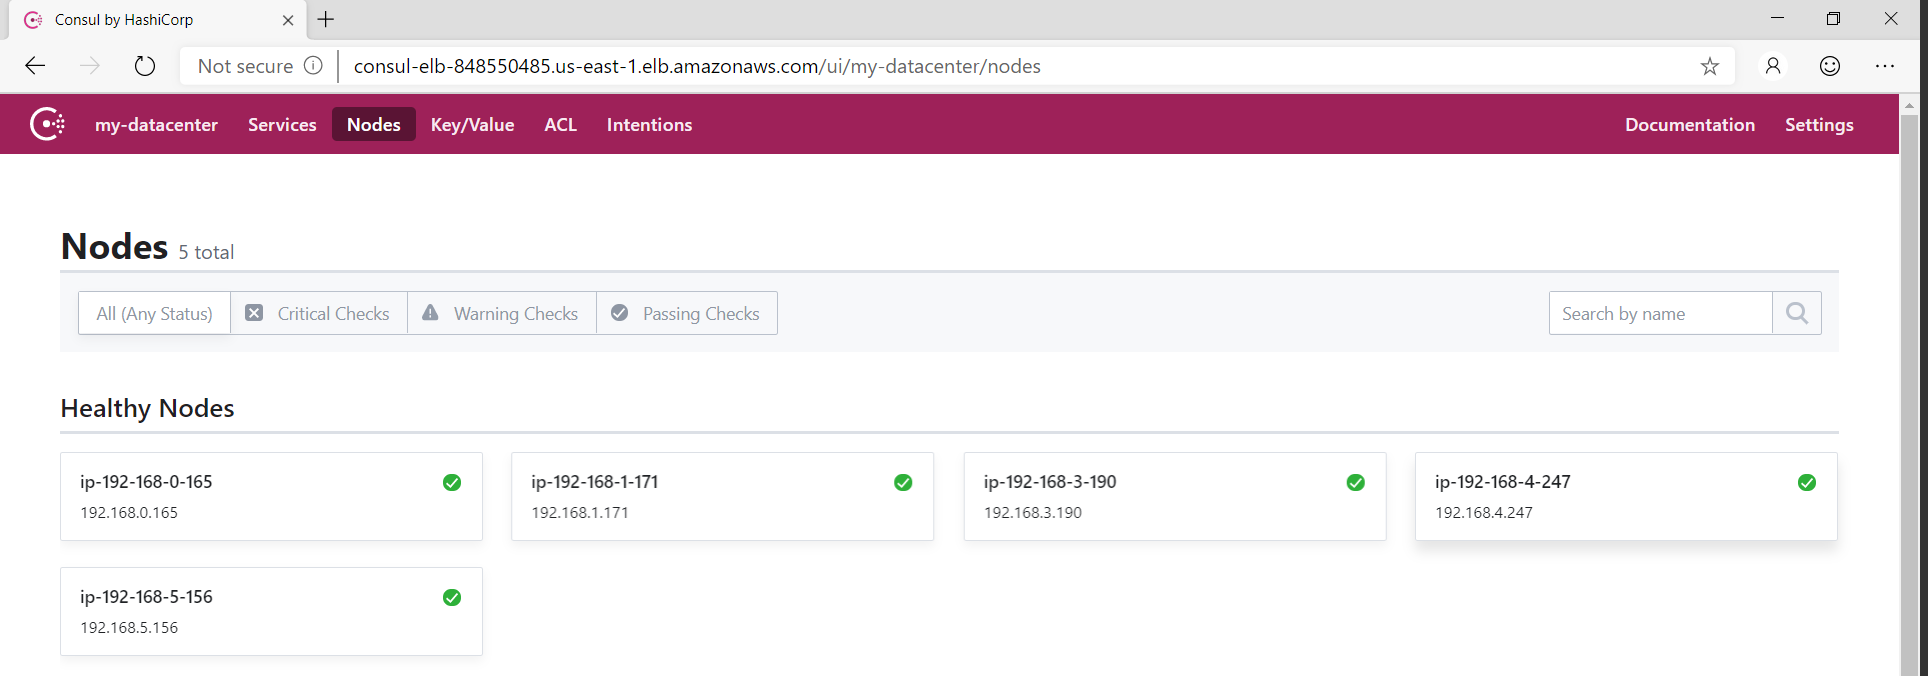 Consul by HashiCorp
Not secure consul-elb-848550485.us-east-1.elb.amazonaws.com/ui/my-datacenter/nodes
my-datacenter Services Nodes Key/Value ACL Intentions Documentation Settings
Nodes 5 total
All (Any Status) Critical Checks Warning Checks Passing Checks Search by name
Healthy Nodes
ip-192-168-0-165 ip-192-168-1-171 ip-192-168-3-190 ip-192-168-4-247
192.168.0.165 192.168.1.171 192.168.3.190 192.168.4.247
ip-192-168-5-156
192.168.5.156